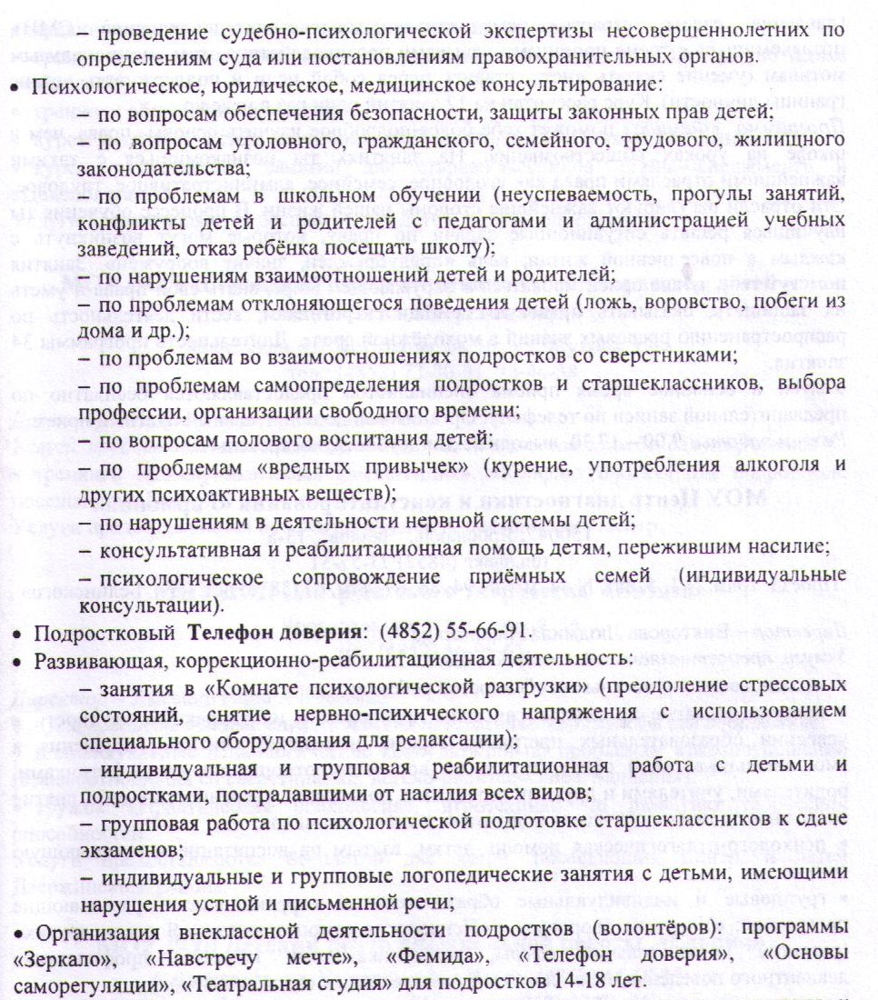 – проведение судебно-психологической экспертизы несовершеннолетних по
определениям суда и постановлениям правоохранительных органов.
• Психологическое, юридическое, медицинское консультирование:
– по вопросам обеспечения безопасности, защиты законных прав детей;
– по вопросам уголовного, гражданского, семейного, трудового, жилищного
законодательства;
– по проблемам в школьном обучении (неуспеваемость, прогулы занятий,
конфликты детей и родителей с педагогами и администрацией учебных
заведений, отказ ребёнка посещать школу);
– по нарушениям взаимоотношений детей и родителей;
– по проблемам отклоняющегося поведения детей (ложь, воровство, побеги из
дома и др.);
– по проблемам во взаимоотношениях подростков со сверстниками;
– по проблемам самоопределения подростков и старшеклассников, выбора
профессии, организации свободного времени;
– по вопросам полового воспитания детей;
– по проблемам «вредных привычек» (курение, употребления алкоголя и
других психоактивных веществ);
– по нарушениям в деятельности нервной системы детей;
– консультативная и реабилитационная помощь детям, пережившим насилие;
– психологическое сопровождение приёмных семей (индивидуальные
консультации).
• Подростковый Телефон доверия: (4852) 55-66-91.
• Развивающая, коррекционно-реабилитационная деятельность:
– занятия в «Комнате психологической разгрузки» (преодоление стрессовых
состояний, снятие нервно-психического напряжения с использованием
специального оборудования для релаксации);
– индивидуальная и групповая реабилитационная работа с детьми и
подростками, пострадавшими от насилия всех видов;
– групповая работа по психологической подготовке старшеклассников к сдаче
экзаменов;
– индивидуальные и групповые логопедические занятия с детьми, имеющими
нарушения устной и письменной речи;
• Организация внеклассной деятельности подростков (волонтёров): программы
«Зеркало», «Навстречу мечте», «Фемида», «Телефон доверия», «Основы
саморегуляции», «Театральная студия» для подростков 14-18 лет.